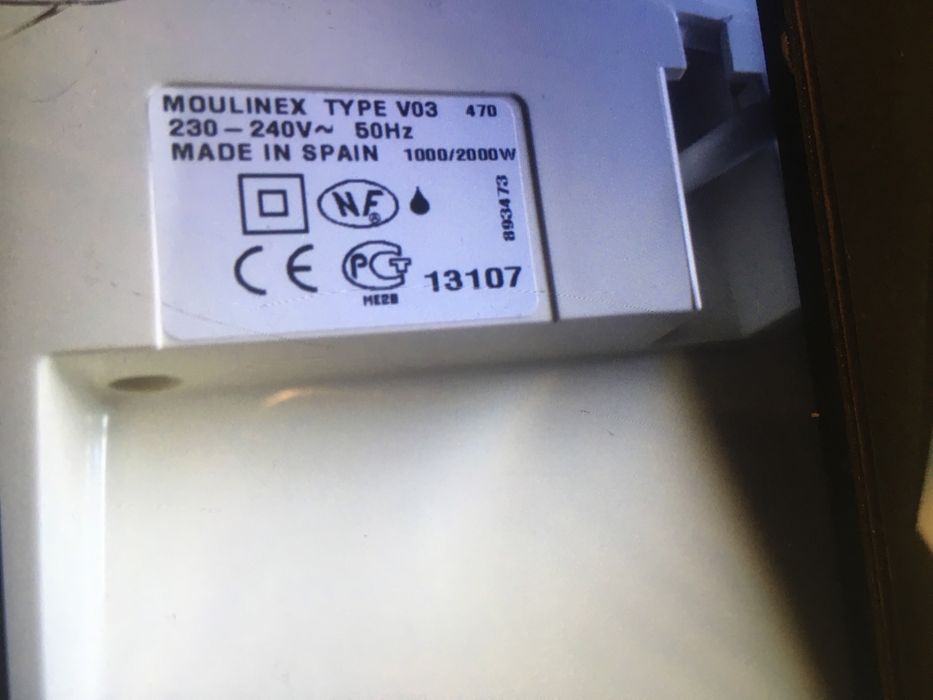 MOULINEX TYPE V03 470
230 – 240V~ 50Hz
MADE IN SPAIN 1000/2000W
NF
893473
CE
PCT
ME28
13107